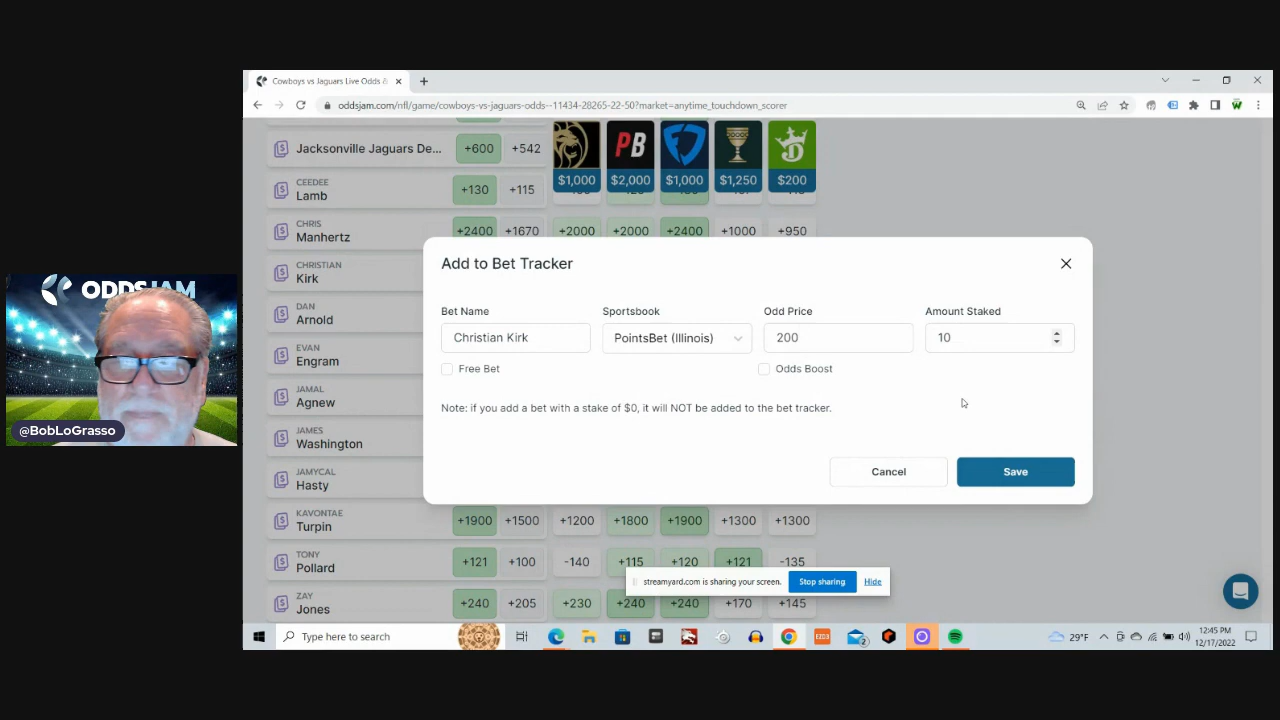 Cowboys vs Jaguars Live Odds &
oddsjam.com/nfl/game/cowboys-vs-jaguars-odds--11434-28265-22-50?market=anytime_touchdown_scorer
Jacksonville Jaguars De... +600 +542
PB
$1,000 $2,000 $1,000 $1,250 $200
CEEDEE
Lamb +130 +115
CHRIS
Manhertz +2400 +1670 +2000 +2000 +2400 +1000 +950
CHRISTIAN
Kirk
DAN
Arnold
EVAN
Engram
JAMAL
Agnew
JAMES
Washington
JAMYCAL
Hasty
KAVONTAE
Turpin +1900 +1500 +1200 +1800 +1900 +1300 +1300
TONY
Pollard +121 +100 -140 +115 +120 +121 -135
ZAY
Jones +240 +205 +230 +240 +240 +170 +145
Add to Bet Tracker
Bet Name Sportsbook Odd Price Amount Staked
Christian Kirk PointsBet (Illinois) 200 10
Free Bet Odds Boost
Note: if you add a bet with a stake of $0, it will NOT be added to the bet tracker.
Cancel Save
streamyard.com is sharing your screen. Stop sharing Hide
ODDSJAM
@BobLoGrasso
Type here to search
29°F
12:45 PM
12/17/2022